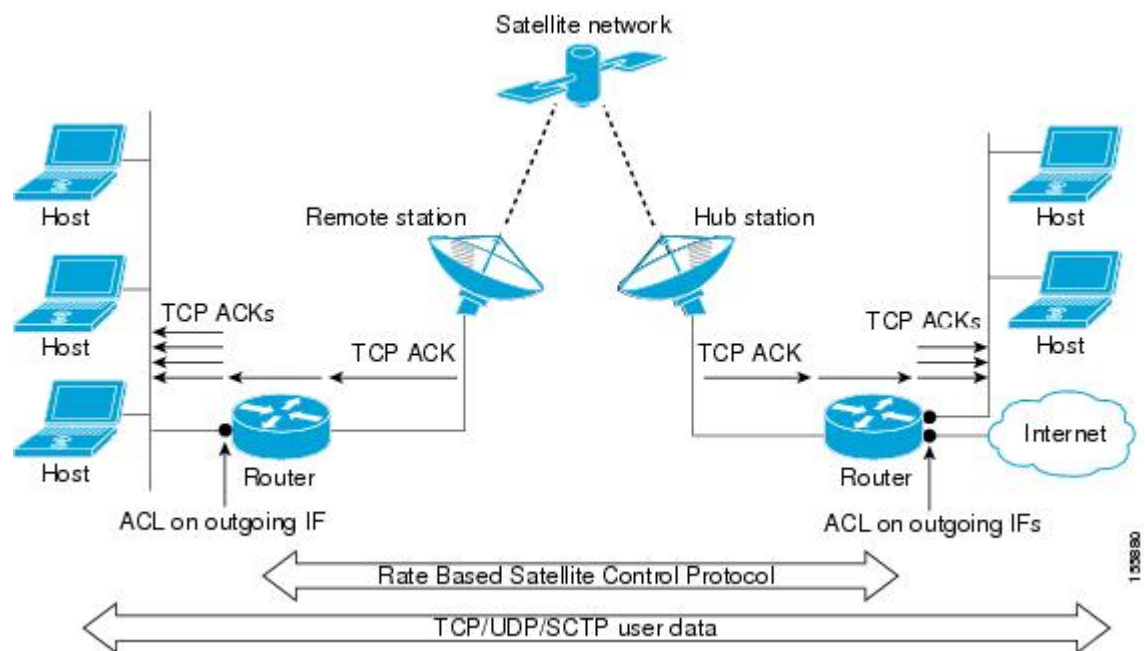 Satellite network
Host
Remote station
Hub station
Host
TCP ACKs
TCP ACKs
Host
TCP ACK
TCP ACK
Host
Internet
Host
Router
Router
ACL on outgoing IF
ACL on outgoing IFs
Rate Based Satellite Control Protocol
TCP/UDP/SCTP user data
155880